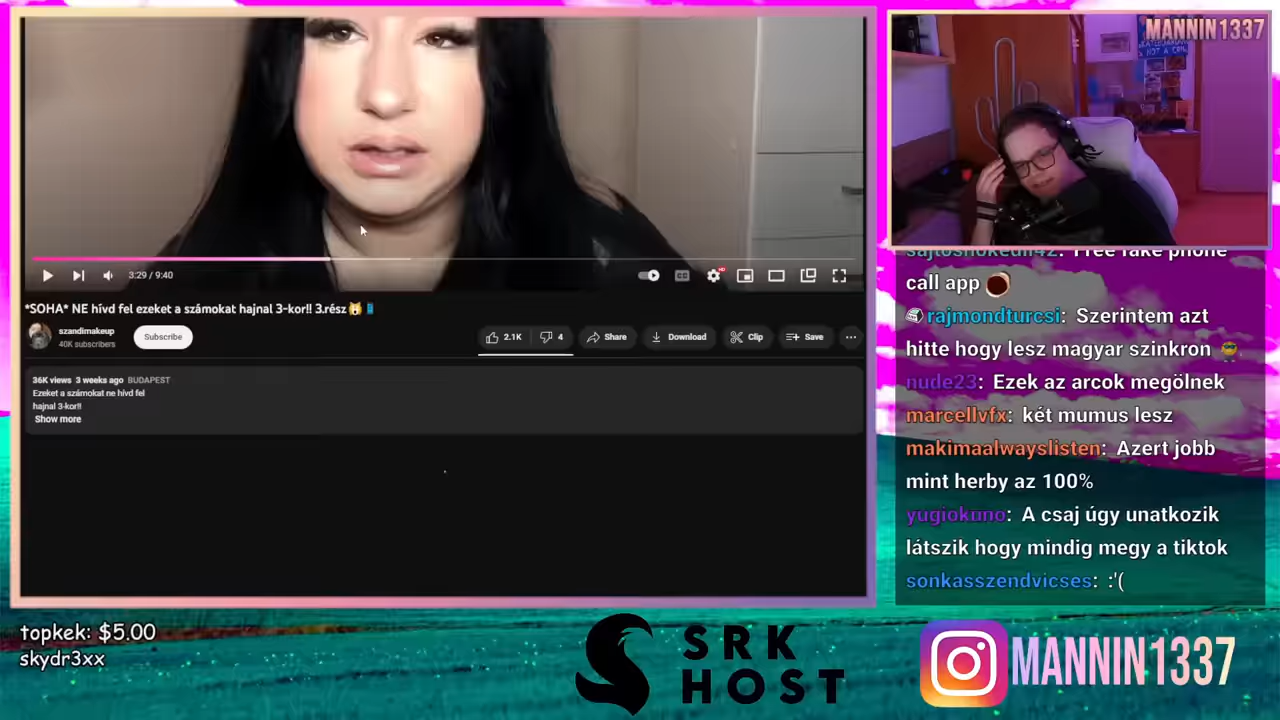 MANNIN1337
3:29 / 9:40
*SOHA* NE hívd fel ezeket a számokat hajnal 3-kor!! 3.rész🙀📱
szandimakeup
40K subscribers
Subscribe
2.1K
4
Share
Download
Clip
Save
36K views 3 weeks ago BUDAPEST
Ezeket a számokat ne hívd fel
hajnal 3-kor!!
Show more
Free fake phone
call app
rajmondturcsi: Szerintem azt
hitte hogy lesz magyar szinkron
nude23: Ezek az arcok megölnek
marcellvfx: két mumus lesz
makimaalwayslisten: Azert jobb
mint herby az 100%
yugiokuno: A csaj úgy unatkozik
látszik hogy mindig megy a tiktok
sonkasszendvicses: :'(
topkek: $5.00
skydr3xx
SRK
HOST
MANNIN1337